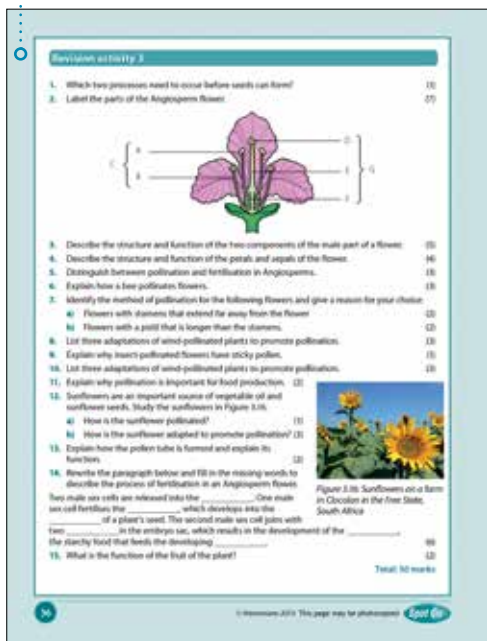 Revision activity 3
1. Which two processes need to occur before seeds can form? (1)
2. Label the parts of the Angiosperm flower. (7)
A
B
C
D
E
F
G
3. Describe the structure and function of the two components of the male part of a flower. (5)
4. Describe the structure and function of the petals and sepals of the flower. (4)
5. Distinguish between pollination and fertilisation in Angiosperms. (3)
6. Explain how a bee pollinates flowers. (3)
7. Identify the method of pollination for the following flowers and give a reason for your choice
a) Flowers with stamens that extend far away from the flower (2)
b) Flowers with a pistil that is longer than the stamens. (2)
8. List three adaptations of wind-pollinated plants to promote pollination. (3)
9. Explain why insect-pollinated flowers have sticky pollen. (1)
10. List three adaptations of wind-pollinated plants to promote pollination. (3)
11. Explain why pollination is important for food production. (2)
12. Sunflowers are an important source of vegetable oil and
sunflower seeds. Study the sunflowers in Figure 3.16.
a) How is the sunflower pollinated? (1)
b) How is the sunflower adapted to promote pollination? (3)
13. Explain how the pollen tube is formed and explain its
function. (2)
14. Rewrite the paragraph below and fill in the missing words to
describe the process of fertilisation in an Angiosperm flower.
Two male sex cells are released into the __________. One male
sex cell fertilises the __________, which develops into the
__________ of a plant's seed. The second male sex cell joins with
two __________ in the embryo sac, which results in the development of the __________,
the starchy food that feeds the developing __________. (6)
15. What is the function of the fruit of the plant? (2)
Total: 50 marks
Figure 3.16: Sunflowers on a farm
in Clocolan in the Free State,
South Africa
36
© Heinemann 2013 This page may be photocopied
Spot On